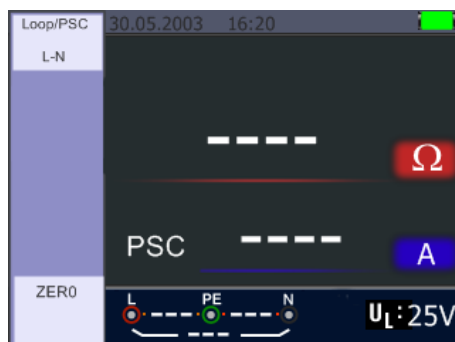 Loop/PSC 30.05.2003 16:20
L-N
---- Ω
PSC ---- A
ZER0
L --- PE --- N
---
UL:25V